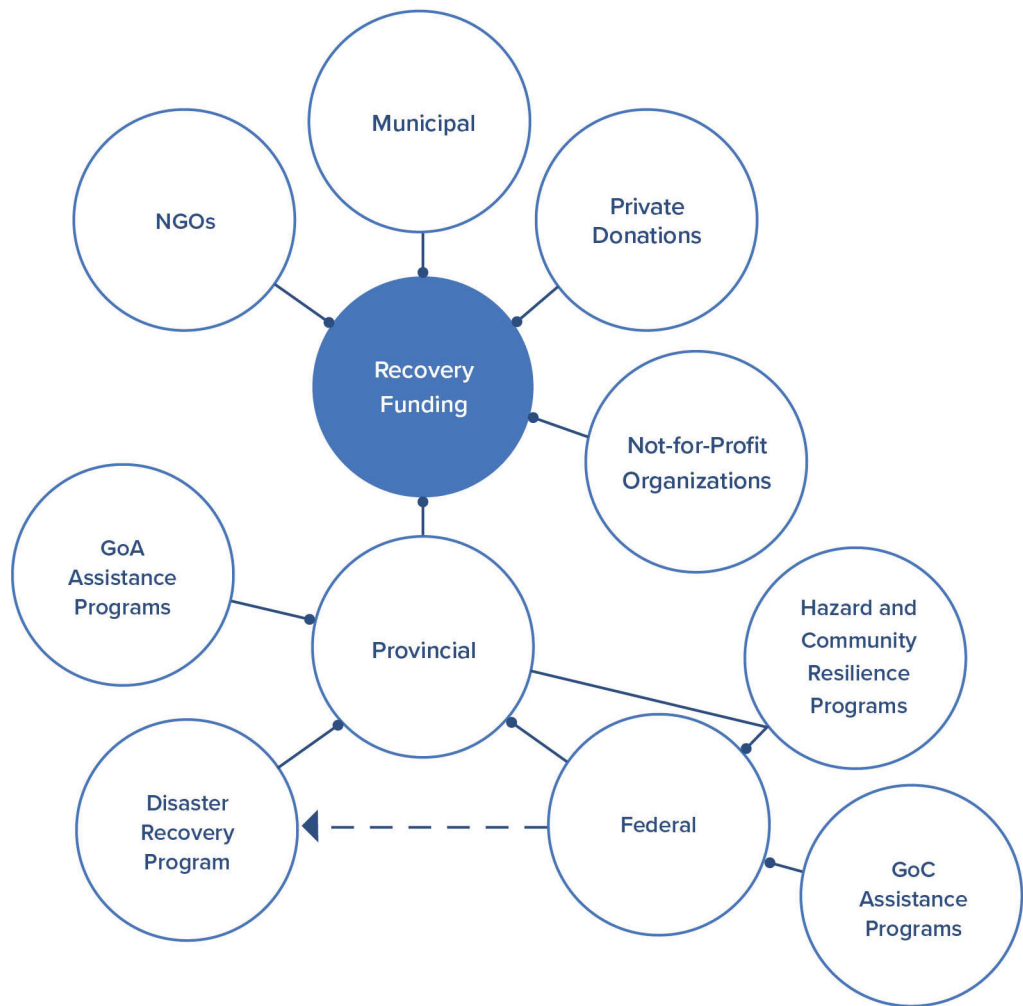 Municipal
NGOs
Private
Donations
Recovery
Funding
Not-for-Profit
Organizations
GoA
Assistance
Programs
Provincial
Hazard and
Community
Resilience
Programs
Disaster
Recovery
Program
Federal
GoC
Assistance
Programs